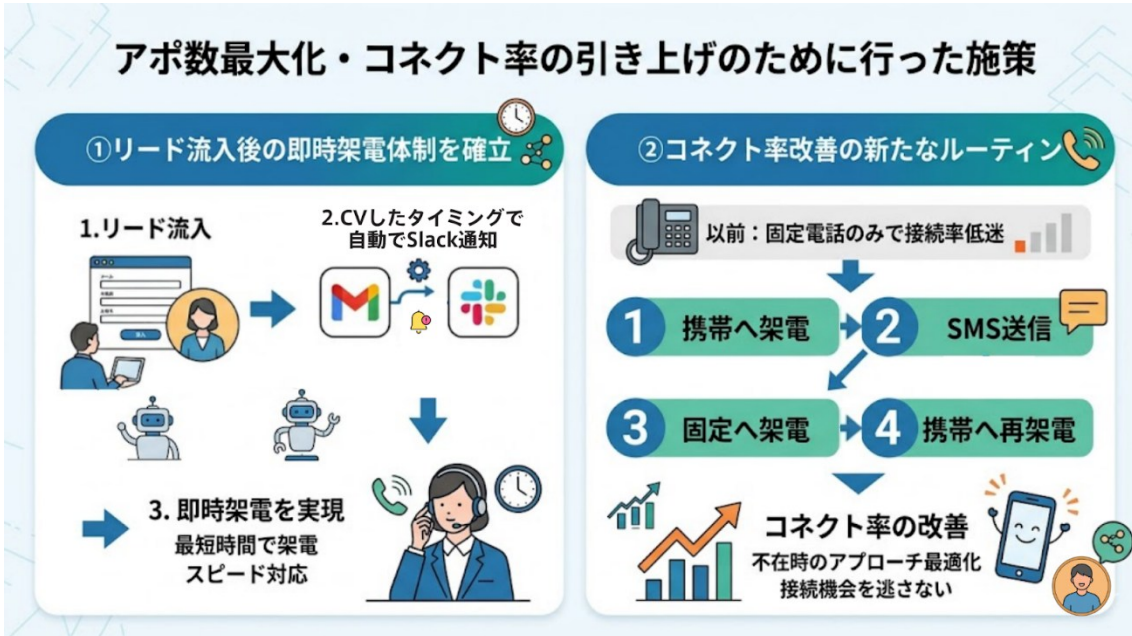 アポ数最大化・コネクト率の引き上げのために行った施策
①リード流入後の即時架電体制を確立
1.リード流入
2.CVしたタイミングで
自動でSlack通知
3. 即時架電を実現
最短時間で架電
スピード対応
②コネクト率改善の新たなルーティン
以前：固定電話のみで接続率低迷
1 携帯へ架電
2 SMS送信
3 固定へ架電
4 携帯へ再架電
コネクト率の改善
不在時のアプローチ最適化
接続機会を逃さない